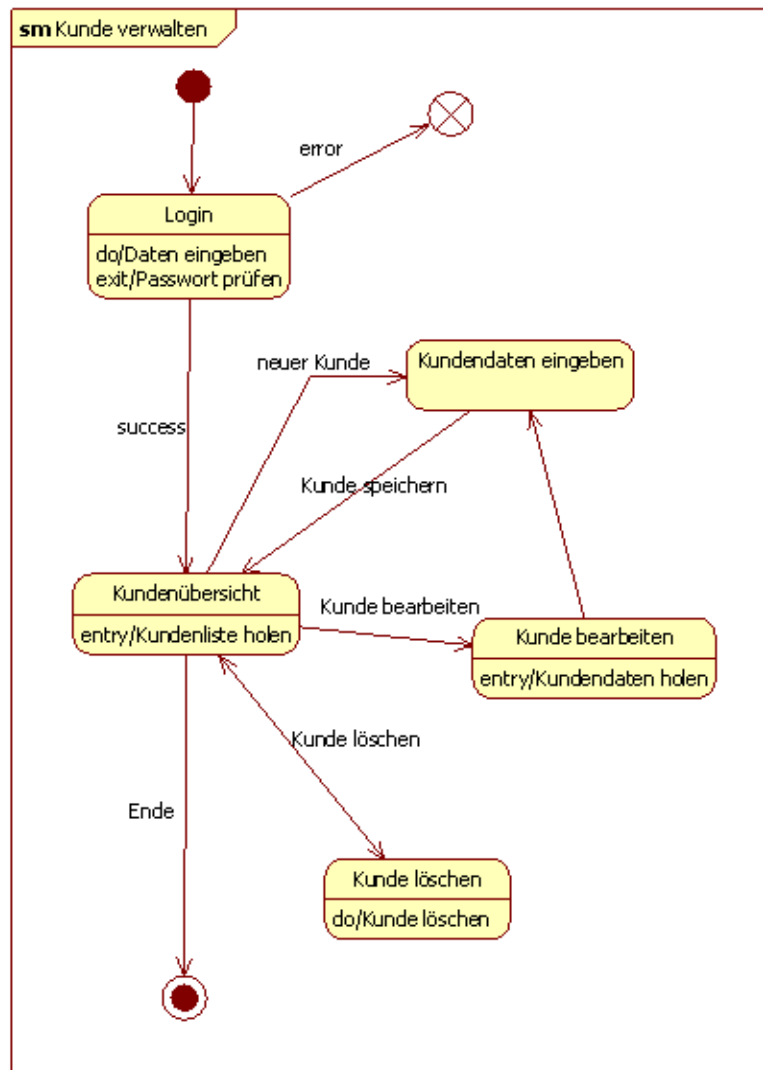 sm Kunde verwalten
error
Login
do/Daten eingeben
exit/Passwort prüfen
neuer Kunde
Kundendaten eingeben
success
Kunde speichern
Kundenübersicht
entry/Kundenliste holen
Kunde bearbeiten
Kunde bearbeiten
entry/Kundendaten holen
Kunde löschen
Ende
Kunde löschen
do/Kunde löschen